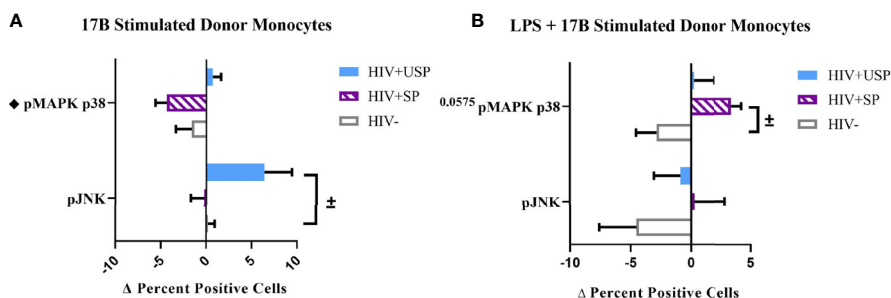 A
17B Stimulated Donor Monocytes
HIV+USP
HIV+SP
HIV-
◆ pMAPK p38
pJNK
±
-10 -5 0 5 10
Δ Percent Positive Cells
B
LPS + 17B Stimulated Donor Monocytes
HIV+USP
HIV+SP
HIV-
0.0575 pMAPK p38
±
pJNK
-10 -5 0 5
Δ Percent Positive Cells